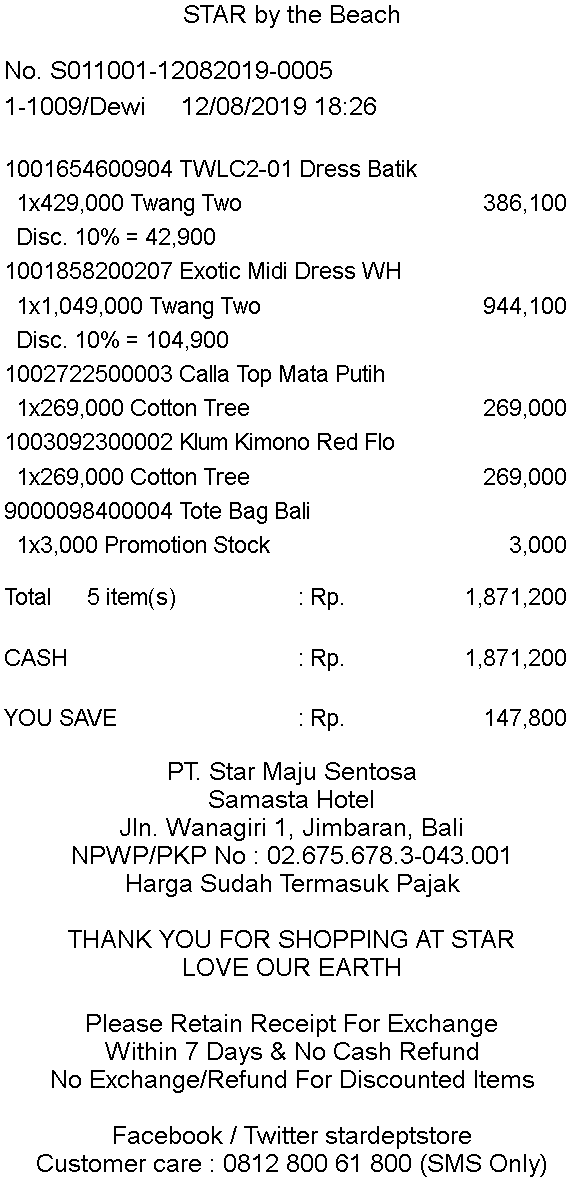 STAR by the Beach
No. S011001-12082019-0005
1-1009/Dewi 12/08/2019 18:26
1001654600904 TWLC2-01 Dress Batik
1x429,000 Twang Two 386,100
Disc. 10% = 42,900
1001858200207 Exotic Midi Dress WH
1x1,049,000 Twang Two 944,100
Disc. 10% = 104,900
1002722500003 Calla Top Mata Putih
1x269,000 Cotton Tree 269,000
1003092300002 Klum Kimono Red Flo
1x269,000 Cotton Tree 269,000
9000098400004 Tote Bag Bali
1x3,000 Promotion Stock 3,000
Total 5 item(s) : Rp. 1,871,200
CASH : Rp. 1,871,200
YOU SAVE : Rp. 147,800
PT. Star Maju Sentosa
Samasta Hotel
Jln. Wanagiri 1, Jimbaran, Bali
NPWP/PKP No : 02.675.678.3-043.001
Harga Sudah Termasuk Pajak
THANK YOU FOR SHOPPING AT STAR
LOVE OUR EARTH
Please Retain Receipt For Exchange
Within 7 Days & No Cash Refund
No Exchange/Refund For Discounted Items
Facebook / Twitter stardeptstore
Customer care : 0812 800 61 800 (SMS Only)